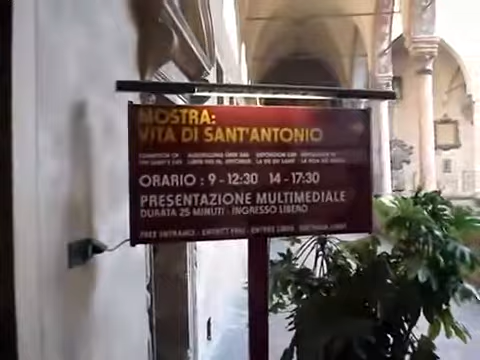 MOSTRA:
VITA DI SANT'ANTONIO
ORARIO : 9 - 12:30 14 - 17:30
PRESENTAZIONE MULTIMEDIALE
DURATA 25 MINUTI - INGRESSO LIBERO
FREE ENTRANCE - ENTRITT FREI - ENTREE LIBRE